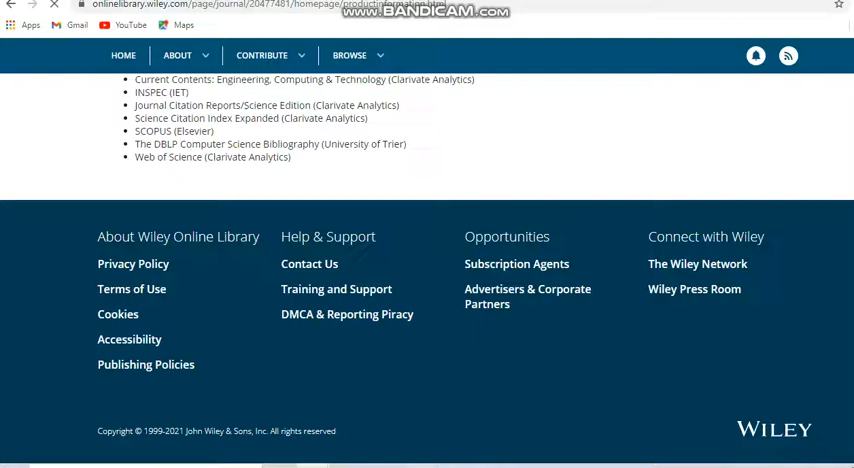 onlinelibrary.wiley.com/page/journal/20477481/homepage/productinformation.html
www.BANDICAM.com
Apps Gmail YouTube Maps
HOME ABOUT CONTRIBUTE BROWSE
Current Contents: Engineering, Computing & Technology (Clarivate Analytics)
INSPEC (IET)
Journal Citation Reports/Science Edition (Clarivate Analytics)
Science Citation Index Expanded (Clarivate Analytics)
SCOPUS (Elsevier)
The DBLP Computer Science Bibliography (University of Trier)
Web of Science (Clarivate Analytics)
About Wiley Online Library
Privacy Policy
Terms of Use
Cookies
Accessibility
Publishing Policies
Help & Support
Contact Us
Training and Support
DMCA & Reporting Piracy
Opportunities
Subscription Agents
Advertisers & Corporate
Partners
Connect with Wiley
The Wiley Network
Wiley Press Room
Copyright © 1999-2021 John Wiley & Sons, Inc. All rights reserved
WILEY